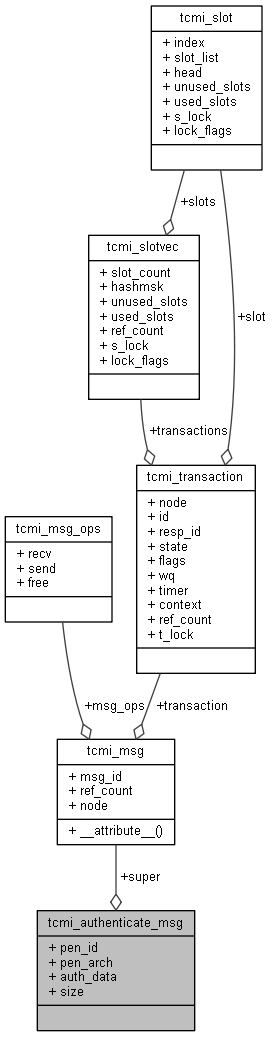 tcmi_slot
+ index
+ slot_list
+ head
+ unused_slots
+ used_slots
+ s_lock
+ lock_flags
+slots
tcmi_slotvec
+ slot_count
+ hashmsk
+ unused_slots
+ used_slots
+ ref_count
+ s_lock
+ lock_flags
+slot
+transactions
tcmi_transaction
+ node
+ id
+ resp_id
+ state
+ flags
+ wq
+ timer
+ context
+ ref_count
+ t_lock
tcmi_msg_ops
+ recv
+ send
+ free
+msg_ops
+transaction
tcmi_msg
+ msg_id
+ ref_count
+ node
+ __attribute__()
+super
tcmi_authenticate_msg
+ pen_id
+ pen_arch
+ auth_data
+ size